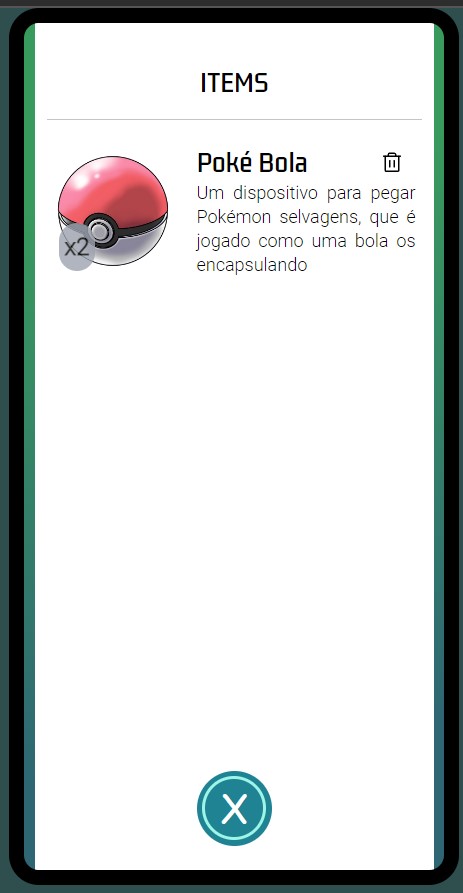 ITEMS
Poké Bola
Um dispositivo para pegar
Pokémon selvagens, que é
jogado como uma bola os
encapsulando
x2
X